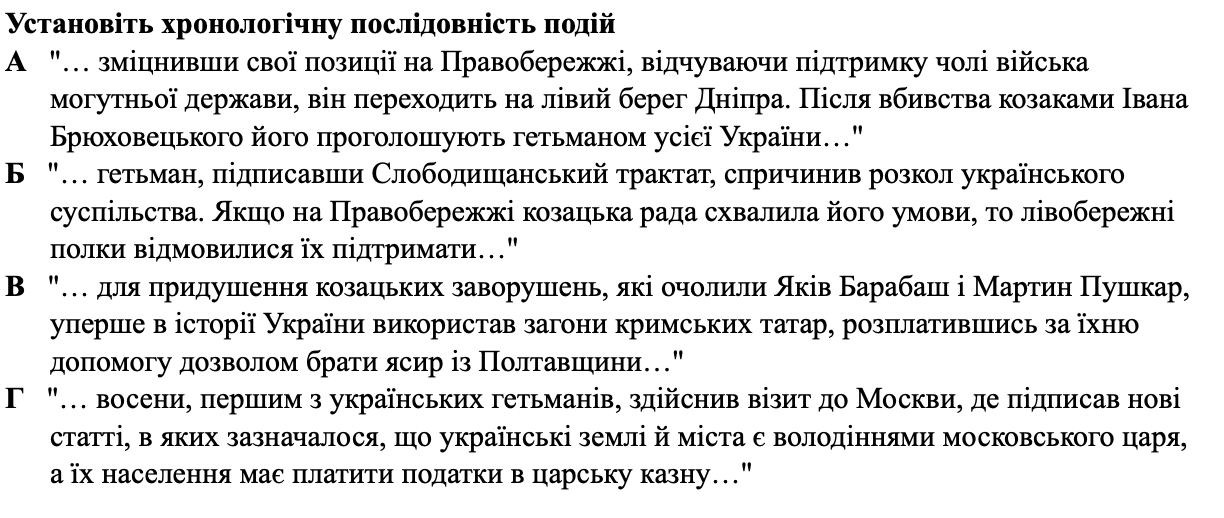 Установіть хронологічну послідовність подій
А "… зміцнивши свої позиції на Правобережжі, відчуваючи підтримку чолі війська
могутньої держави, він переходить на лівий берег Дніпра. Після вбивства козаками Івана
Брюховецького його проголошують гетьманом усієї України…"
Б "… гетьман, підписавши Слободищанський трактат, спричинив розкол українського
суспільства. Якщо на Правобережжі козацька рада схвалила його умови, то лівобережні
полки відмовилися їх підтримати…"
В "… для придушення козацьких заворушень, які очолили Яків Барабаш і Мартин Пушкар,
уперше в історії України використав загони кримських татар, розплатившись за їхню
допомогу дозволом брати ясир із Полтавщини…"
Г "… восени, першим з українських гетьманів, здійснив візит до Москви, де підписав нові
статті, в яких зазначалося, що українські землі й міста є володіннями московського царя,
а їх населення має платити податки в царську казну…"